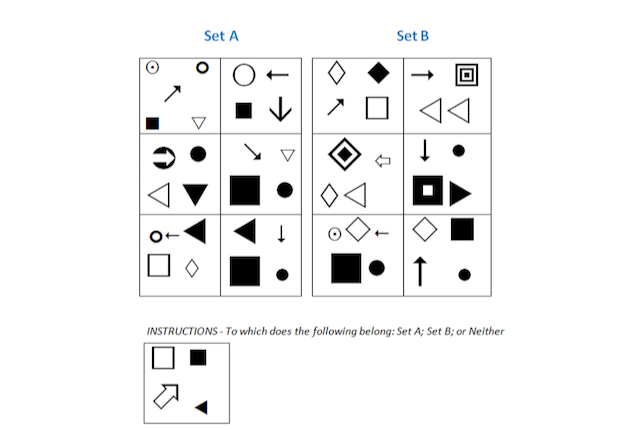 Set A
Set B
INSTRUCTIONS - To which does the following belong: Set A; Set B; or Neither